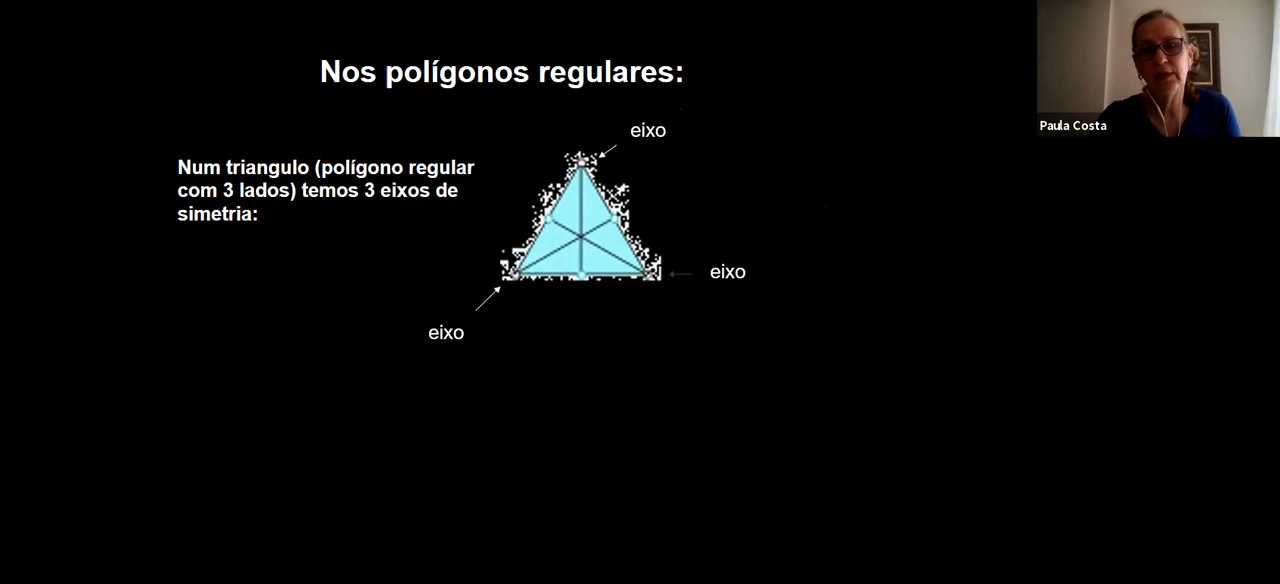 Nos polígonos regulares:
eixo
Num triangulo (polígono regular
com 3 lados) temos 3 eixos de
simetria:
eixo
eixo
Paula Costa